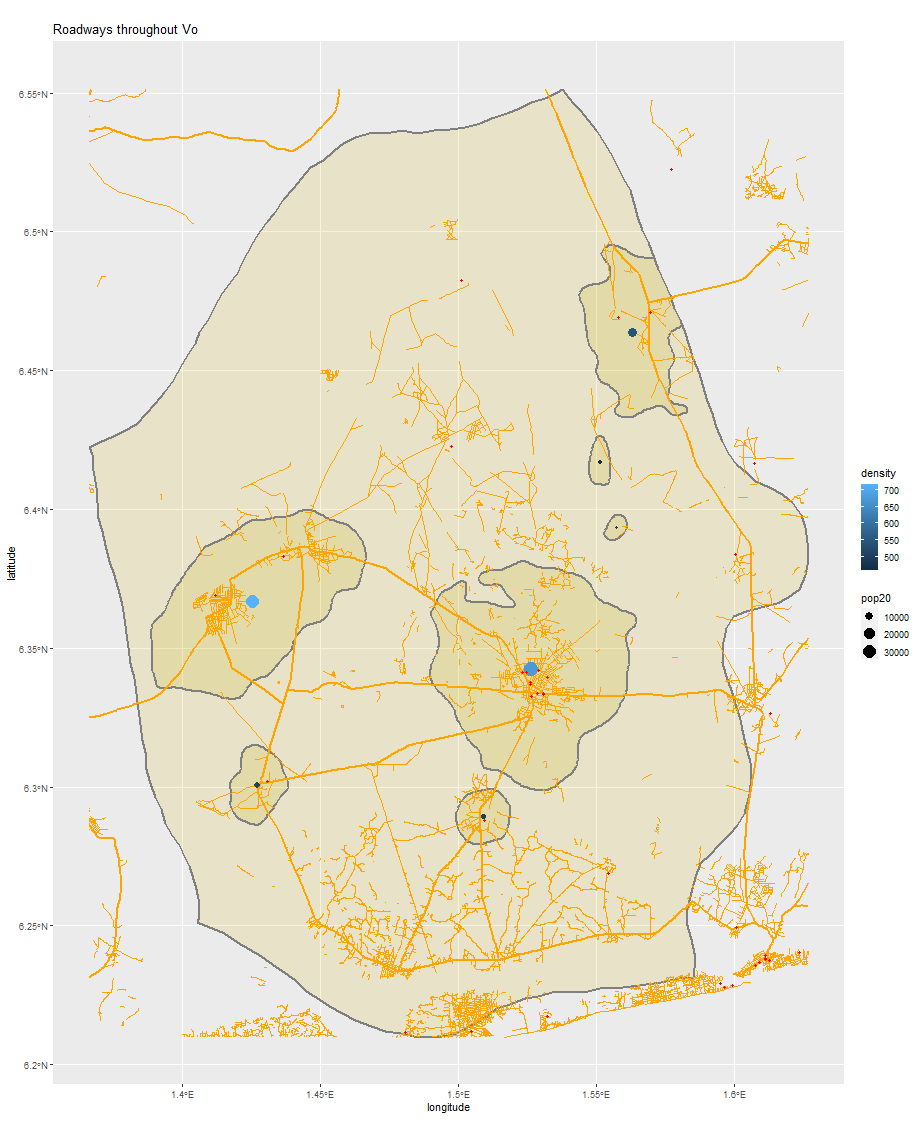 Roadways throughout Vo
6.55°N
6.5°N
6.45°N
6.4°N
6.35°N
6.3°N
6.25°N
6.2°N
latitude
1.4°E
1.45°E
1.5°E
1.55°E
1.6°E
longitude
density
700
650
600
550
500
pop20
10000
20000
30000